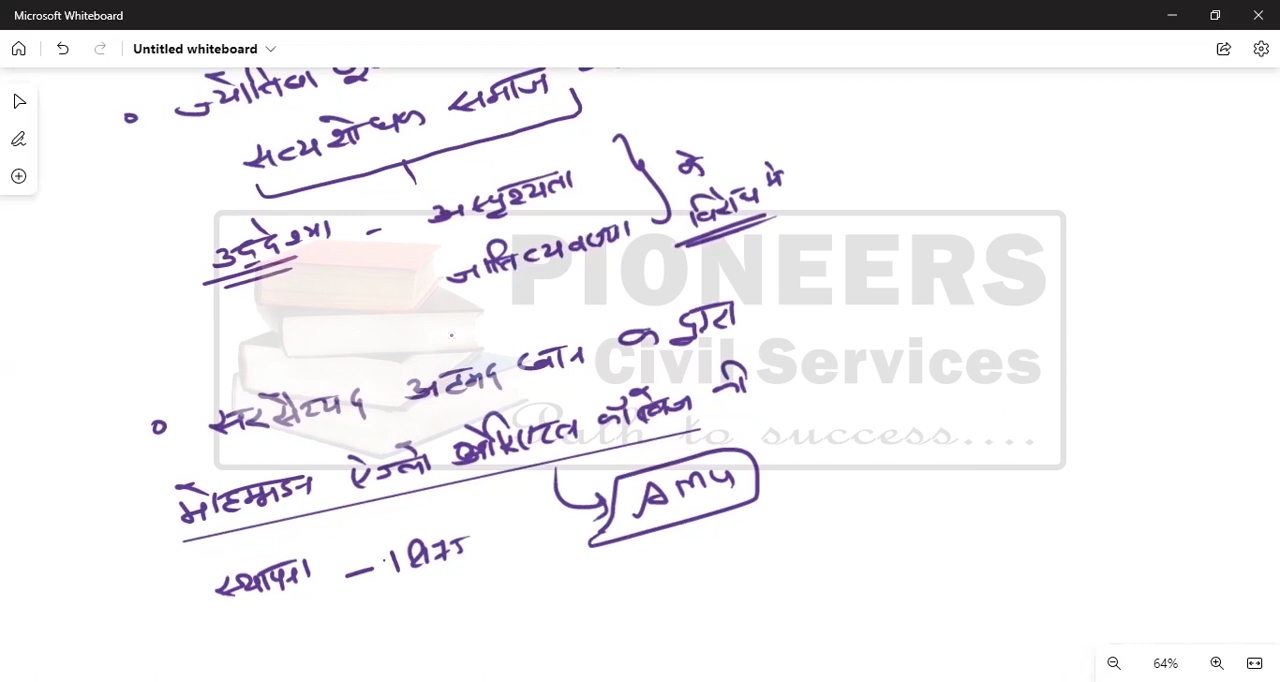 Microsoft Whiteboard
Untitled whiteboard
ज्योतिबा
सत्य शोधक समाज
उद्देश्य - अस्पृश्यता
जातिव्यवस्था
के
विरोध में
PIONEERS
Civil Services
Path to success....
सर सैय्यद अहमद खान के द्वारा
मोहम्मडन ऐंग्लो ओरिएंटल कॉलेज की
AMU
स्थापना - 1875
64%